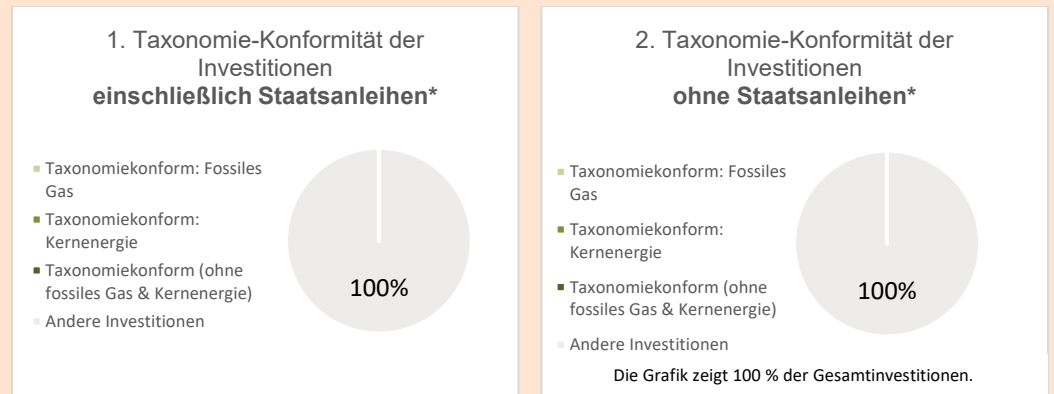 1. Taxonomie-Konformität der
Investitionen
einschließlich Staatsanleihen*
Taxonomiekonform: Fossiles
Gas
Taxonomiekonform:
Kernenergie
Taxonomiekonform (ohne
fossiles Gas & Kernenergie)
Andere Investitionen
100%
2. Taxonomie-Konformität der
Investitionen
ohne Staatsanleihen*
Taxonomiekonform: Fossiles
Gas
Taxonomiekonform:
Kernenergie
Taxonomiekonform (ohne
fossiles Gas & Kernenergie)
Andere Investitionen
100%
Die Grafik zeigt 100 % der Gesamtinvestitionen.